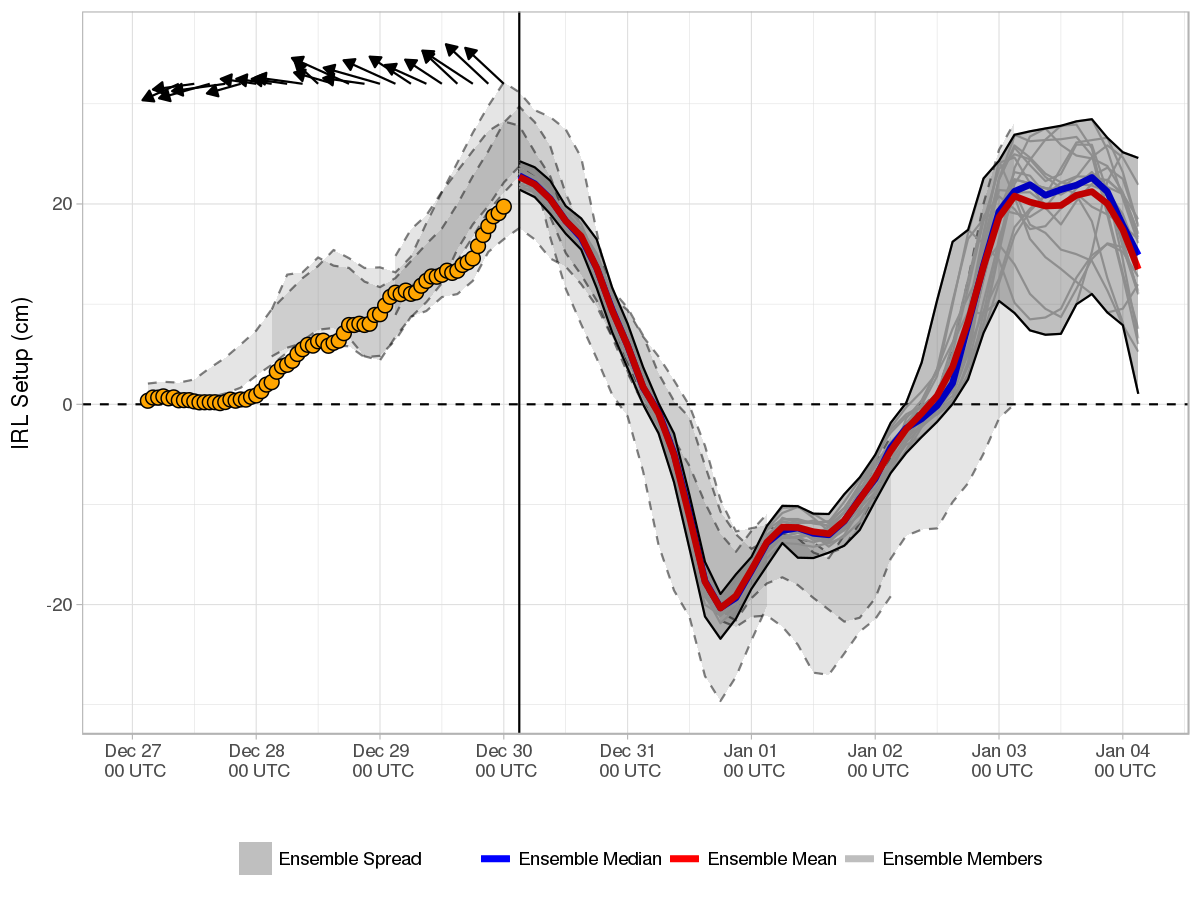 IRL Setup (cm)
20
0
-20
Dec 27 Dec 28 Dec 29 Dec 30 Dec 31 Jan 01 Jan 02 Jan 03 Jan 04
00 UTC 00 UTC 00 UTC 00 UTC 00 UTC 00 UTC 00 UTC 00 UTC 00 UTC
Ensemble Spread Ensemble Median Ensemble Mean Ensemble Members